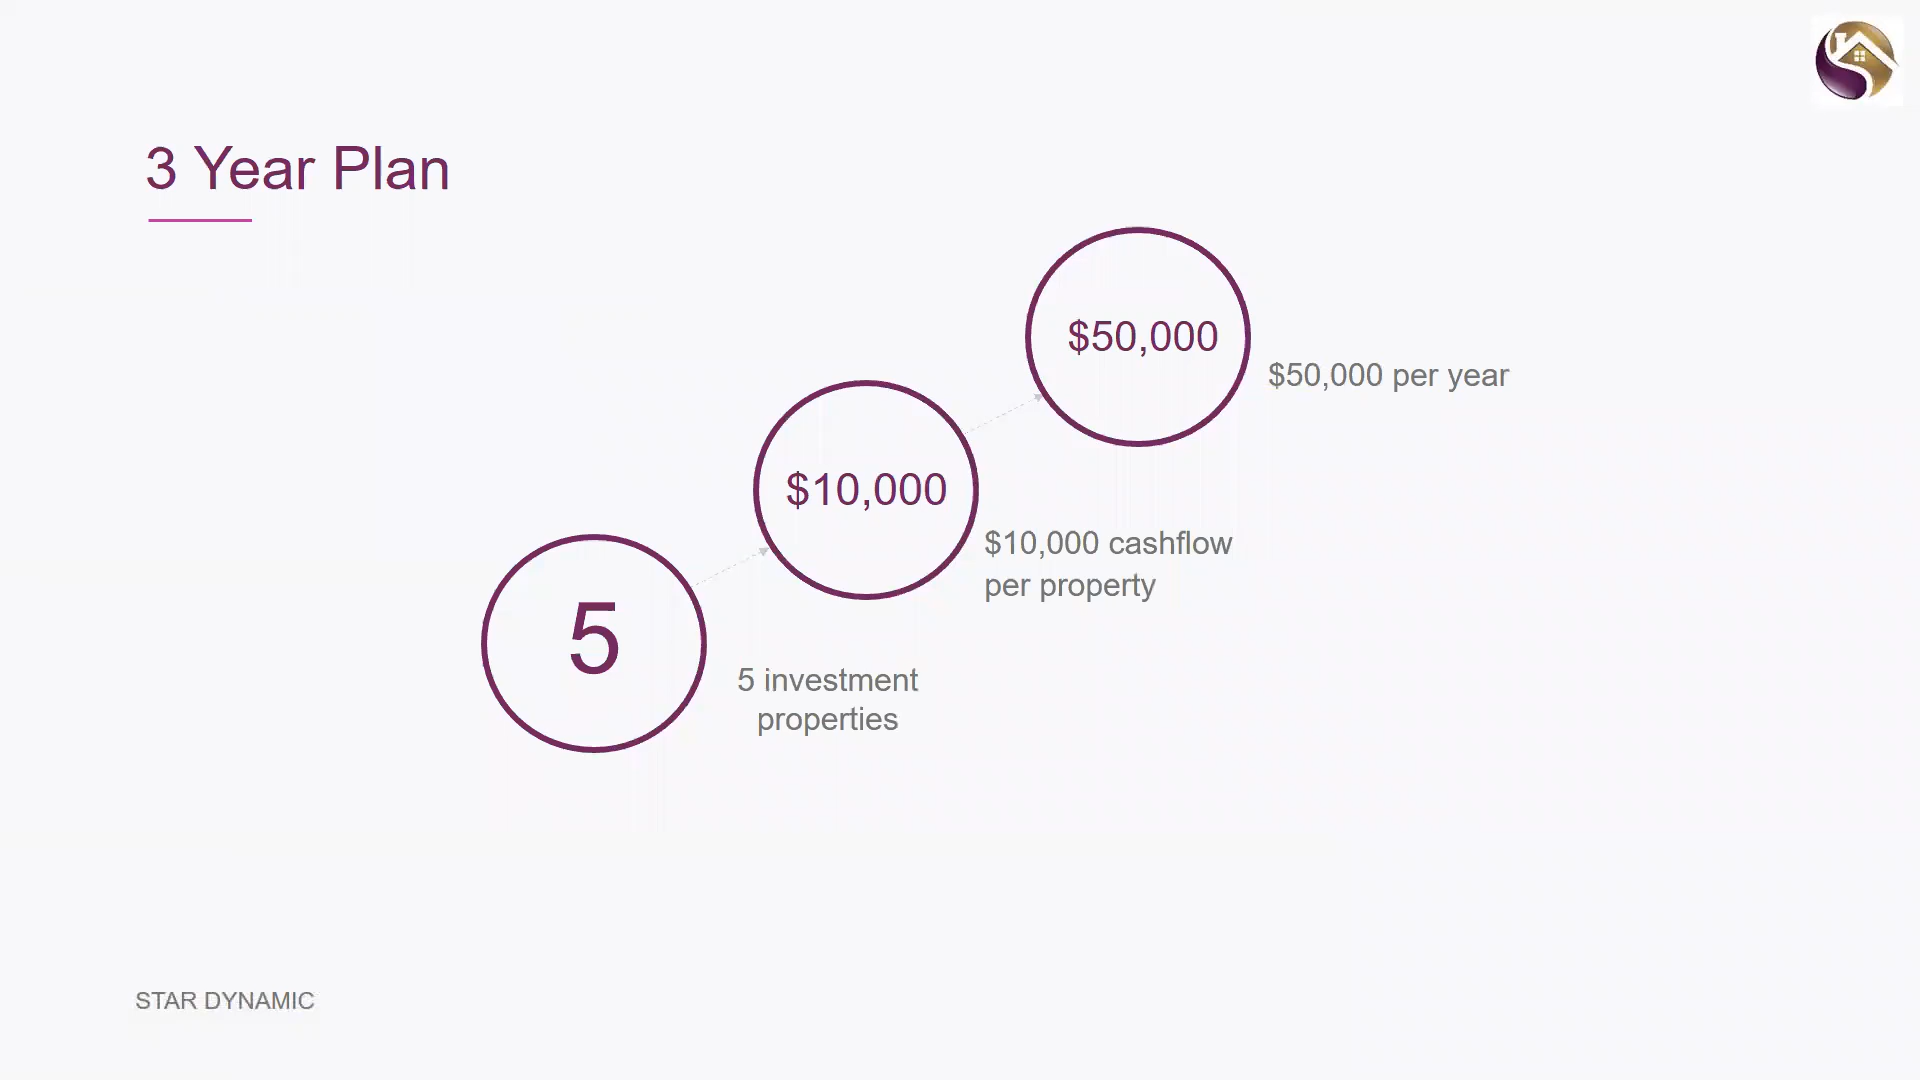 3 Year Plan
$50,000
$50,000 per year
$10,000
$10,000 cashflow
per property
5
5 investment
properties
STAR DYNAMIC